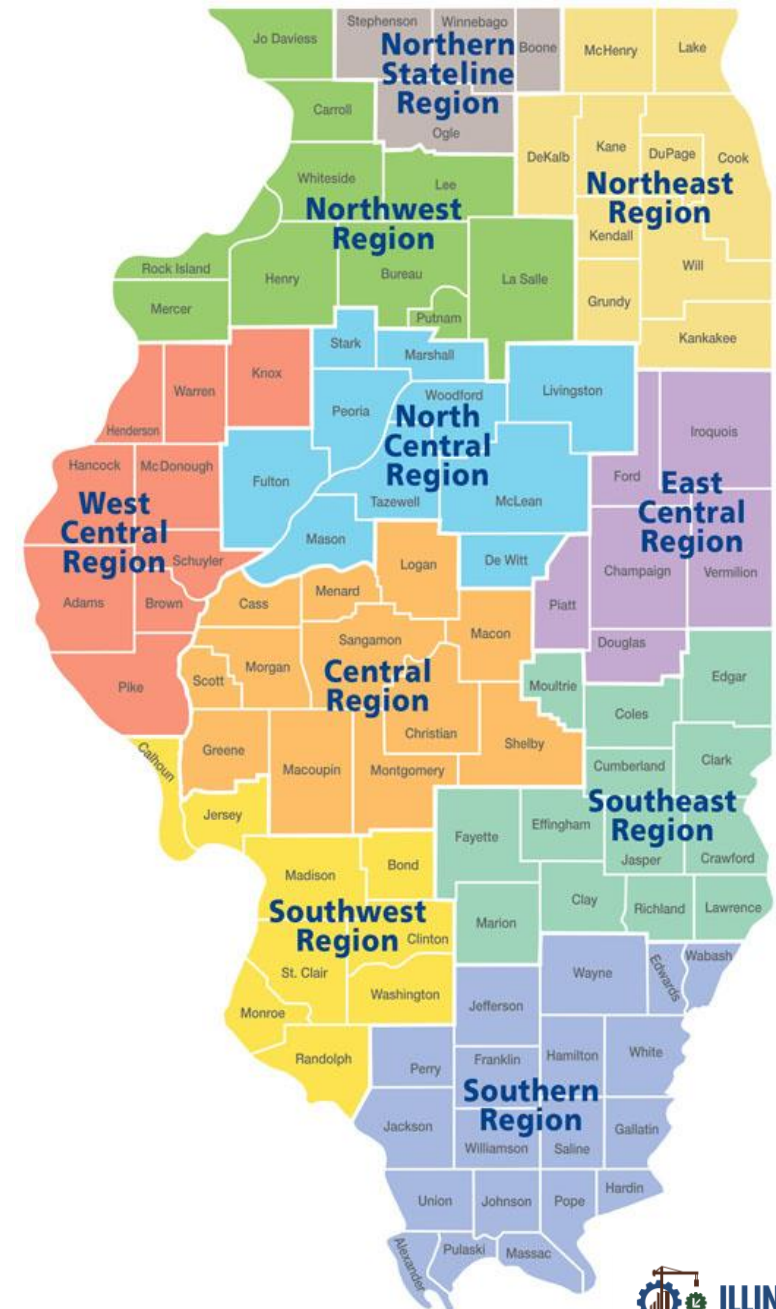 Jo Daviess
Stephenson
Winnebago
Boone
McHenry
Lake
Northern
Stateline
Region
Carroll
Ogle
DeKalb
Kane
DuPage
Cook
Northeast
Region
Kendall
Will
Grundy
Kankakee
Whiteside
Lee
Northwest
Region
Rock Island
Henry
Bureau
La Salle
Mercer
Putnam
Stark
Marshall
Peoria
Woodford
Livingston
North
Central
Region
Fulton
Tazewell
McLean
Mason
De Witt
Knox
Warren
Henderson
Hancock
McDonough
West
Central
Region
Schuyler
Adams
Brown
Pike
Iroquois
Ford
East
Central
Region
Champaign
Vermilion
Piatt
Douglas
Logan
Menard
Cass
Sangamon
Macon
Scott
Morgan
Central
Region
Christian
Shelby
Greene
Macoupin
Montgomery
Moultrie
Edgar
Coles
Cumberland
Clark
Southeast
Region
Fayette
Effingham
Jasper
Crawford
Marion
Clay
Richland
Lawrence
Calhoun
Jersey
Madison
Bond
Southwest
Region
Clinton
St. Clair
Washington
Monroe
Randolph
Wayne
Edwards
Wabash
Jefferson
Perry
Franklin
Hamilton
White
Southern
Region
Jackson
Williamson
Saline
Gallatin
Union
Johnson
Pope
Hardin
Alexander
Pulaski
Massac
ILLIN